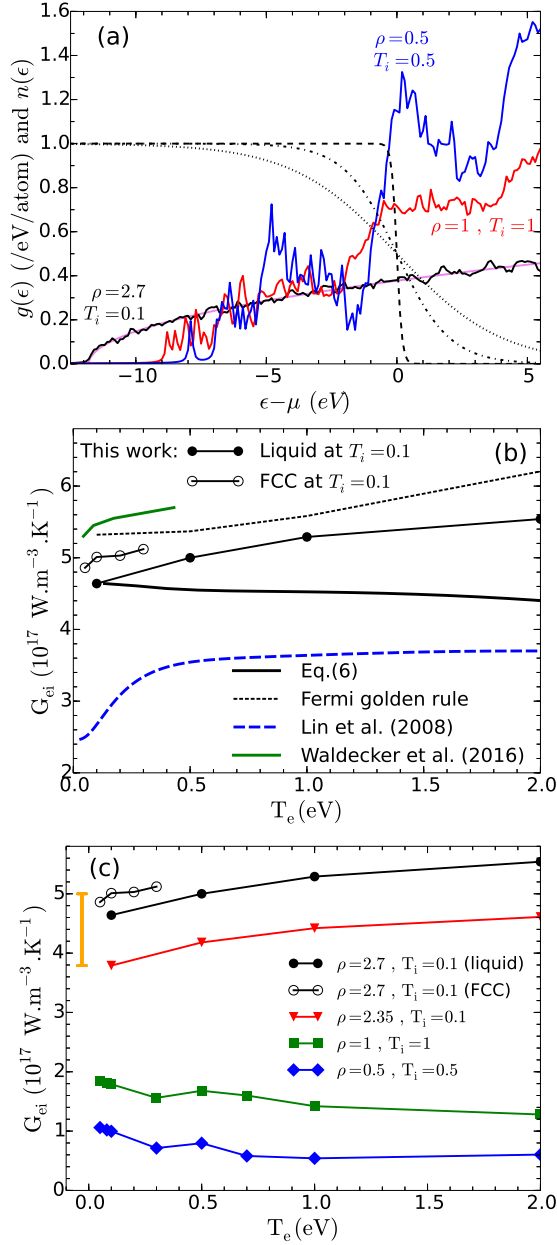 (a)
1.6
1.4
1.2
1.0
0.8
0.6
0.4
0.2
0.0
g(ϵ) (/eV/atom) and n(ϵ)
ρ=0.5
T_i=0.5
ρ=1 , T_i=1
ρ=2.7
T_i=0.1
−10 −5 0 5
ϵ−μ (eV)
(b)
This work:
Liquid at T_i=0.1
FCC at T_i=0.1
6
5
4
3
2
G_ei (10^17 W.m^−3 .K^−1)
Eq.(6)
Fermi golden rule
Lin et al. (2008)
Waldecker et al. (2016)
0.0 0.5 1.0 1.5 2.0
T_e(eV)
(c)
5
4
3
2
1
0
G_ei (10^17 W.m^−3 .K^−1)
ρ=2.7 , T_i=0.1 (liquid)
ρ=2.7 , T_i=0.1 (FCC)
ρ=2.35 , T_i=0.1
ρ=1 , T_i=1
ρ=0.5 , T_i=0.5
0.0 0.5 1.0 1.5 2.0
T_e(eV)